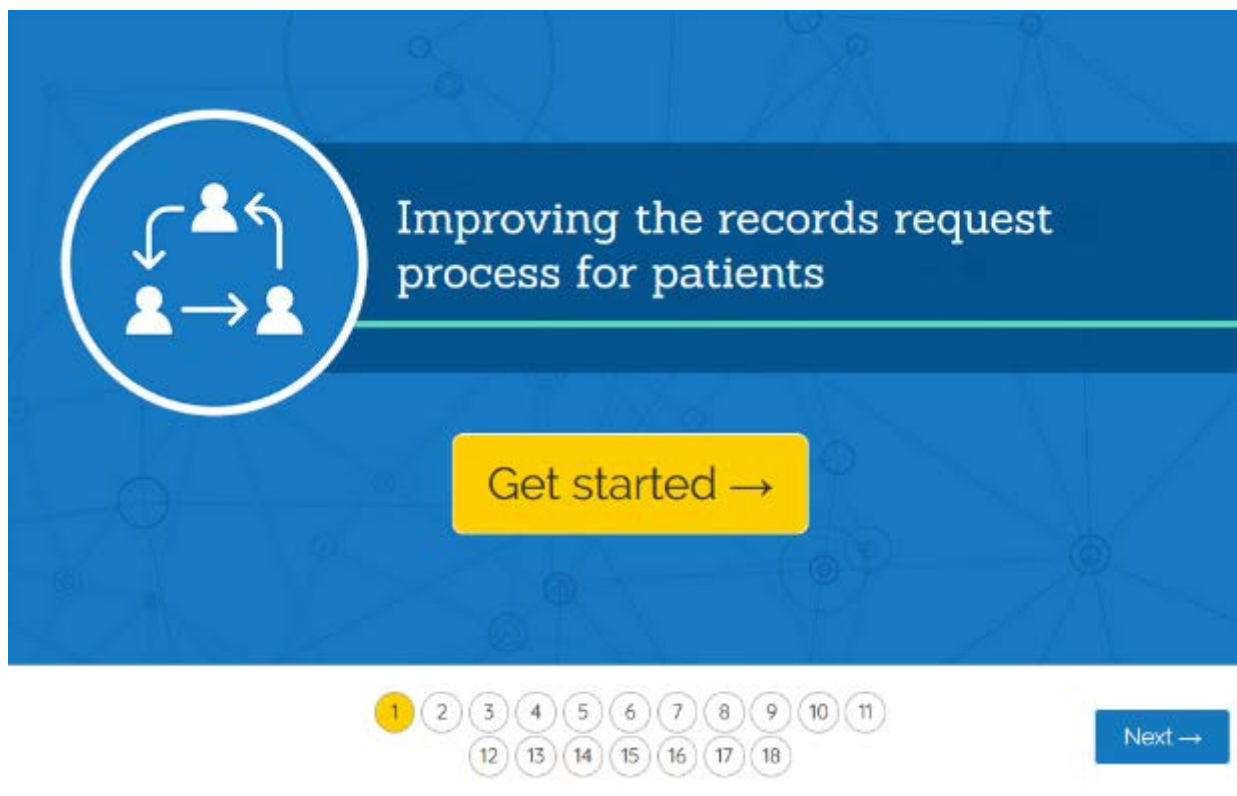 Improving the records request
process for patients
Get started →
1 2 3 4 5 6 7 8 9 10 11
12 13 14 15 16 17 18
Next →